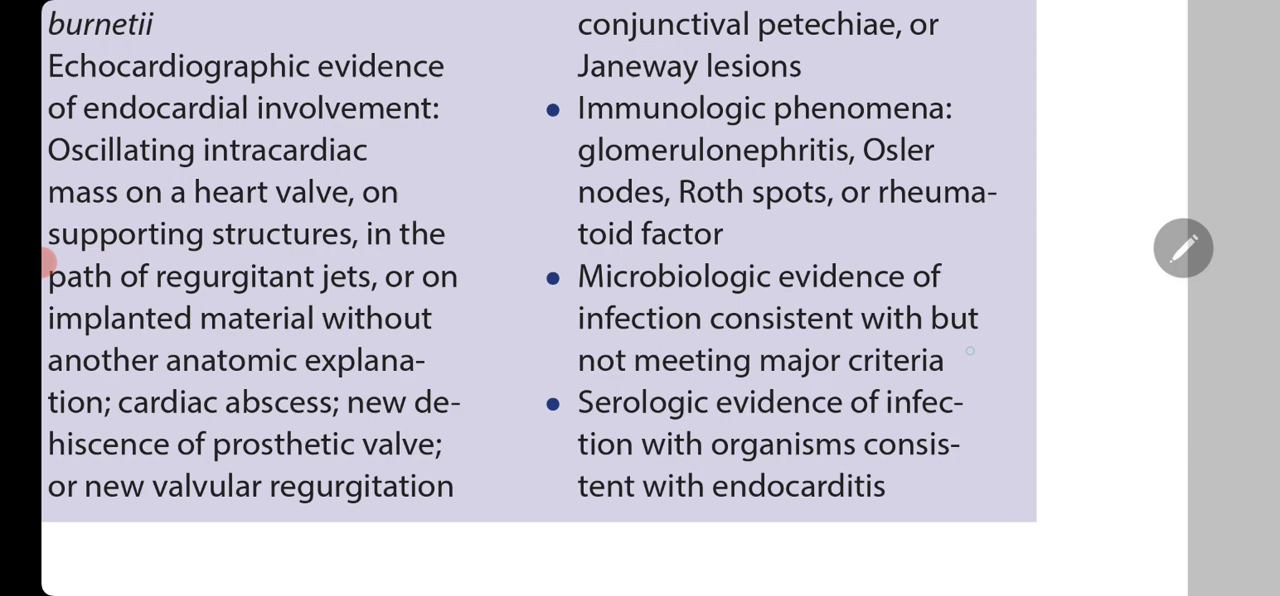 burnetii
Echocardiographic evidence
of endocardial involvement:
Oscillating intracardiac
mass on a heart valve, on
supporting structures, in the
path of regurgitant jets, or on
implanted material without
another anatomic explana-
tion; cardiac abscess; new de-
hiscence of prosthetic valve;
or new valvular regurgitation
conjunctival petechiae, or
Janeway lesions
• Immunologic phenomena:
glomerulonephritis, Osler
nodes, Roth spots, or rheuma-
toid factor
• Microbiologic evidence of
infection consistent with but
not meeting major criteria
• Serologic evidence of infec-
tion with organisms consis-
tent with endocarditis